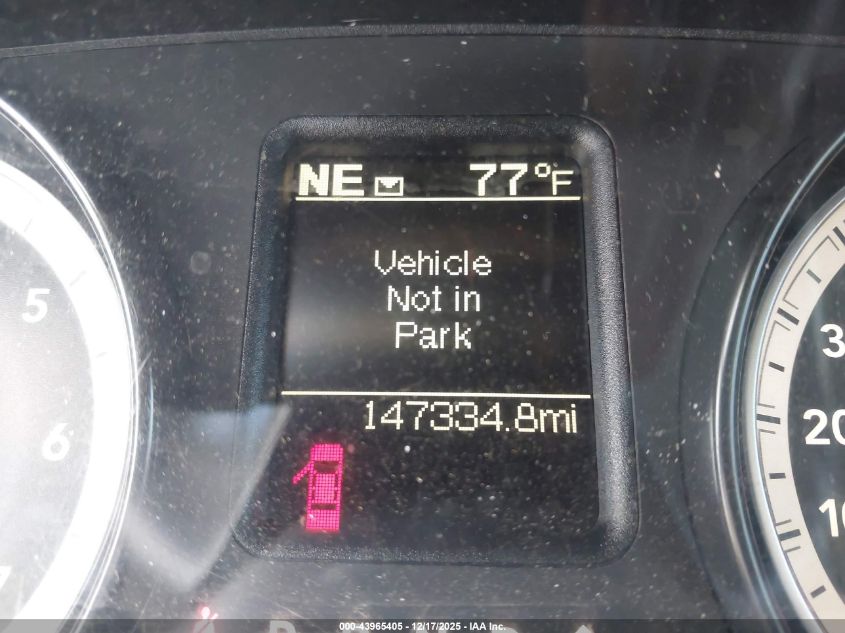 NE 77°F
Vehicle
Not in
Park
147334.8mi
5
6
7
3
20
10
000-43965405 - 12/17/2025 - IAA Inc.